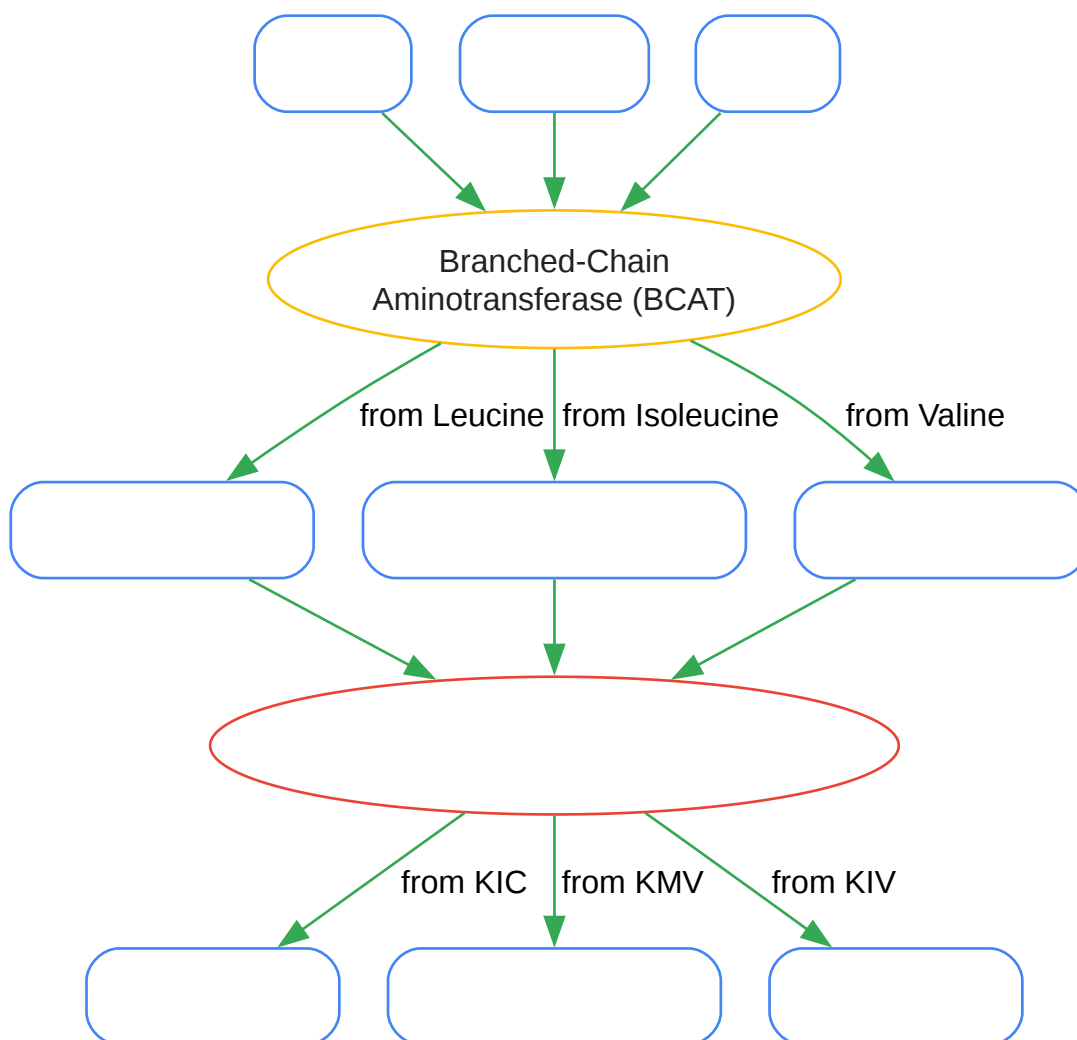 Branched-Chain
Aminotransferase (BCAT)
from Leucine
from Isoleucine
from Valine
from KIC
from KMV
from KIV